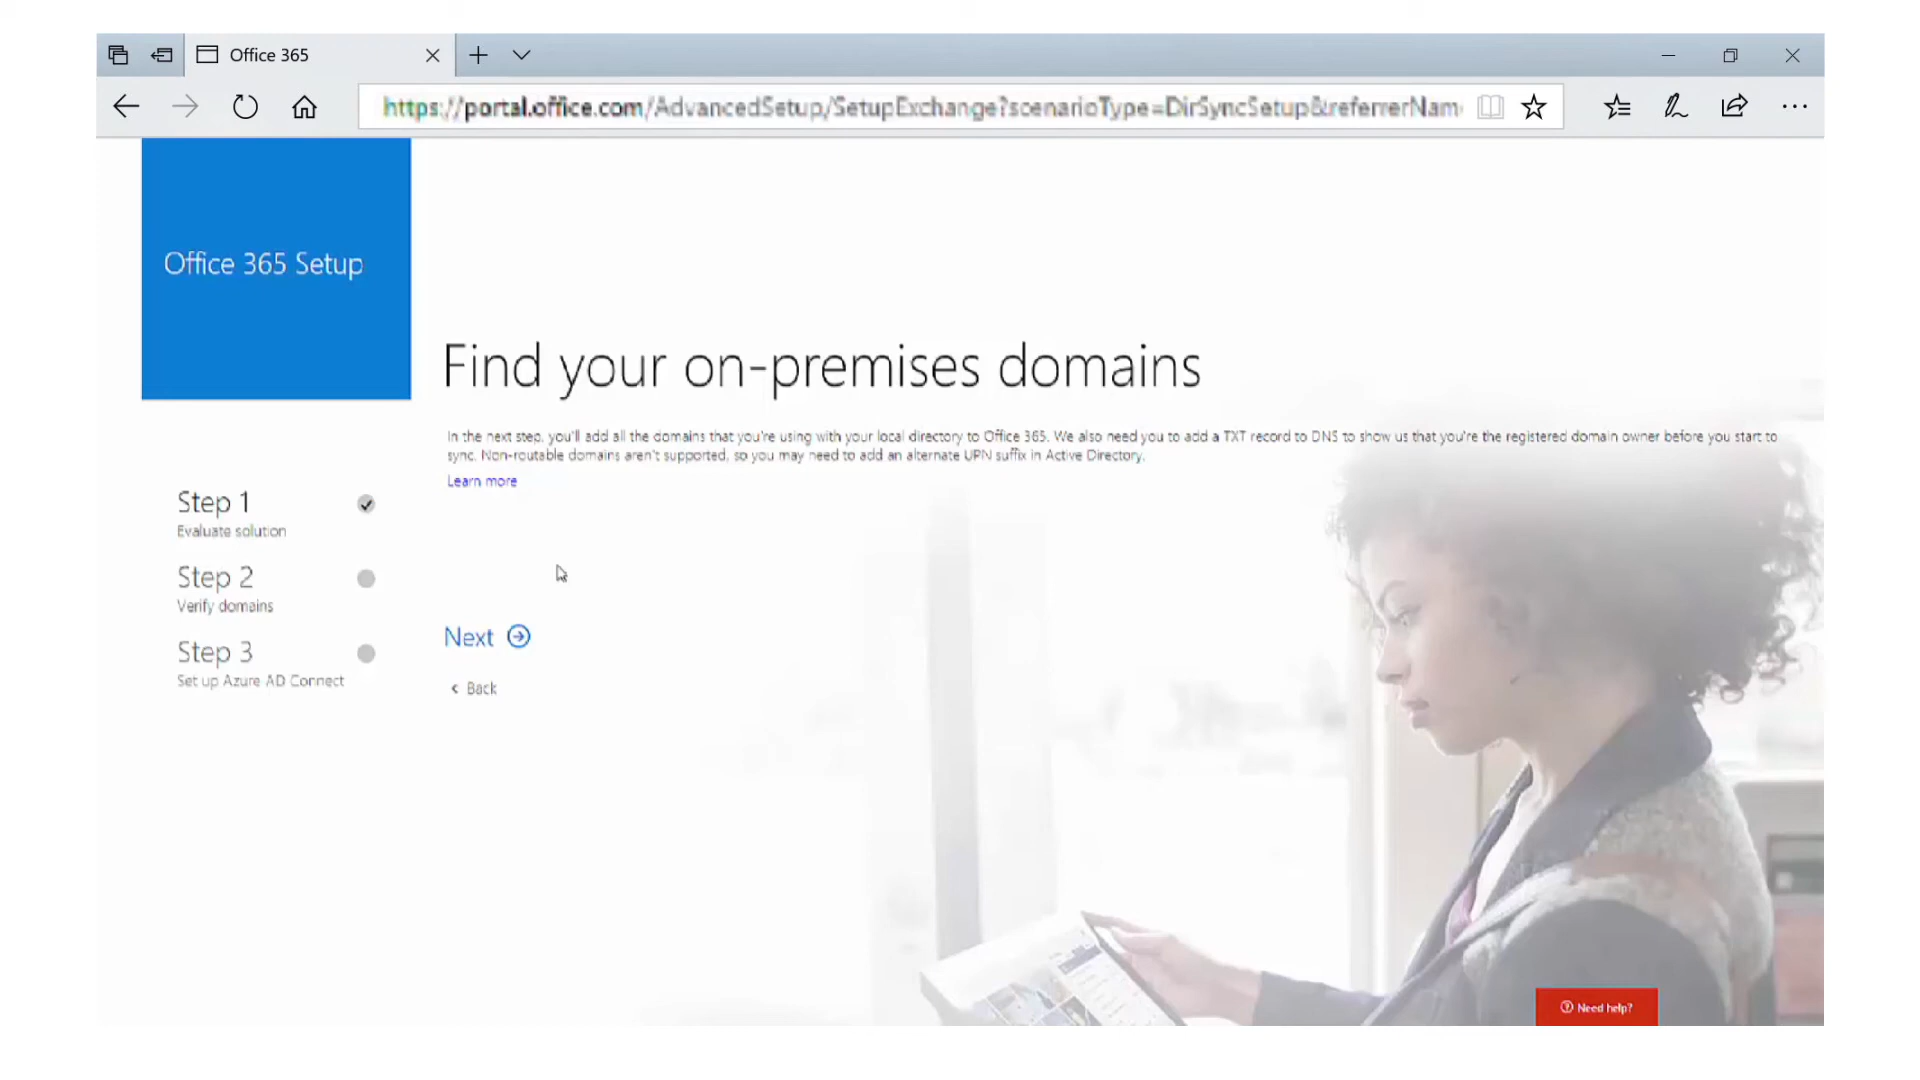 Office 365
https://portal.office.com/AdvancedSetup/SetupExchange?scenarioType=DirSyncSetup&referrerNam
Office 365 Setup
Find your on-premises domains
In the next step, you'll add all the domains that you're using with your local directory to Office 365. We also need you to add a TXT record to DNS to show us that you're the registered domain owner before you start to
sync. Non-routable domains aren't supported, so you may need to add an alternate UPN suffix in Active Directory.
Learn more
Step 1
Evaluate solution
Step 2
Verify domains
Step 3
Set up Azure AD Connect
Next
< Back
Need help?